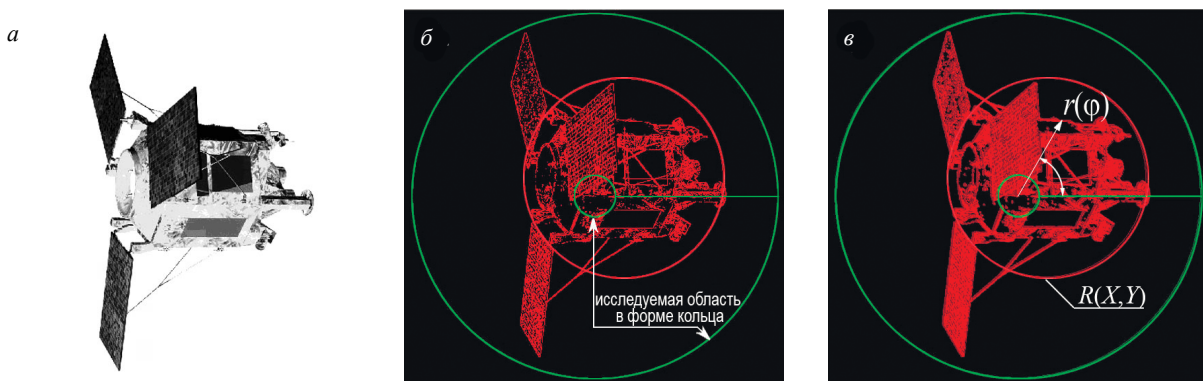 а
б
исследуемая область
в форме кольца
в
r(φ)
R(X,Y)